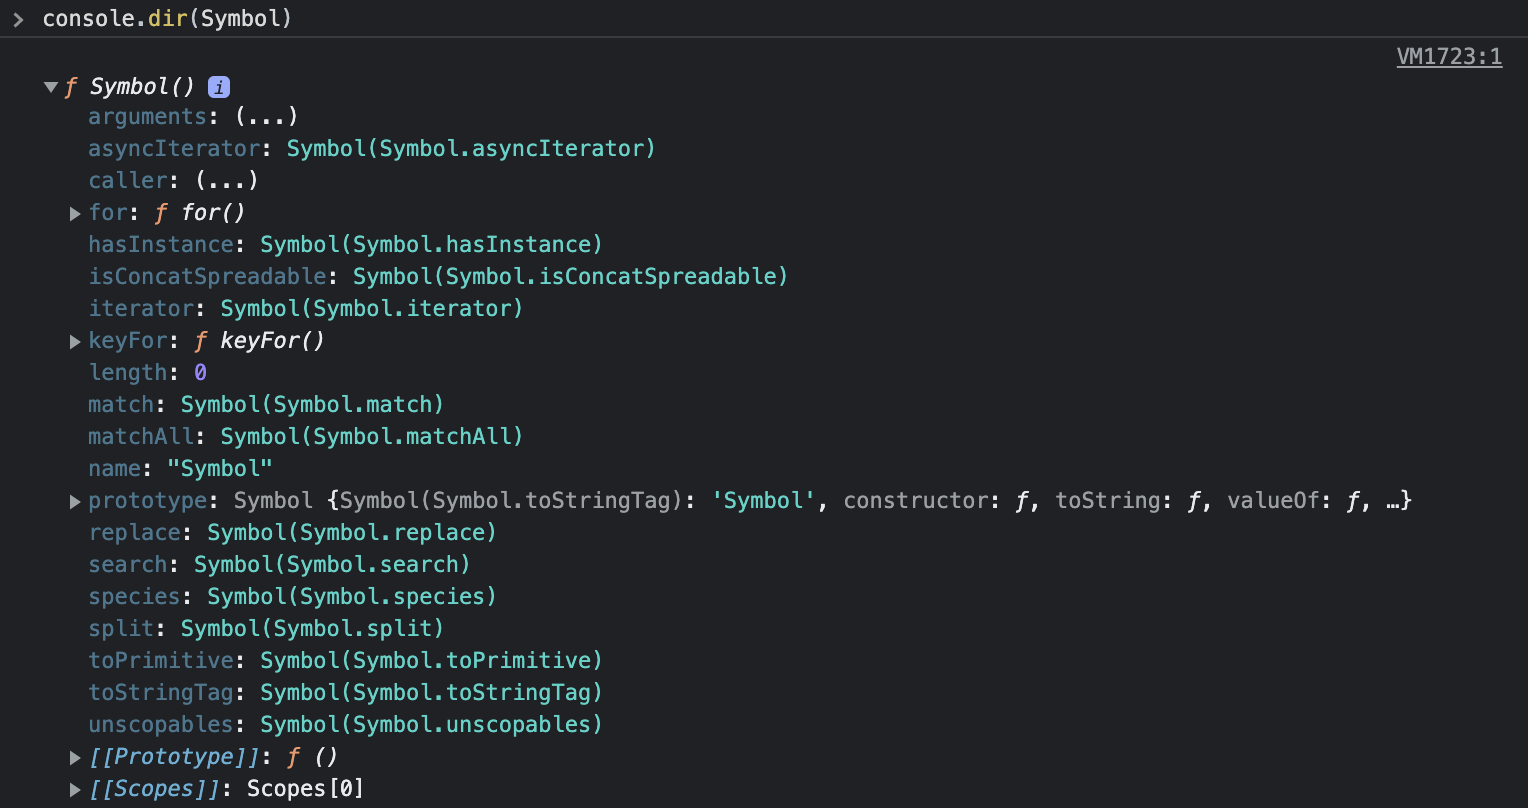 > console.dir(Symbol)
VM1723:1
▼ƒ Symbol() i
arguments: (...)
asyncIterator: Symbol(Symbol.asyncIterator)
caller: (...)
▶for: ƒ for()
hasInstance: Symbol(Symbol.hasInstance)
isConcatSpreadable: Symbol(Symbol.isConcatSpreadable)
iterator: Symbol(Symbol.iterator)
▶keyFor: ƒ keyFor()
length: 0
match: Symbol(Symbol.match)
matchAll: Symbol(Symbol.matchAll)
name: "Symbol"
▶prototype: Symbol {Symbol(Symbol.toStringTag): 'Symbol', constructor: ƒ, toString: ƒ, valueOf: ƒ, …}
replace: Symbol(Symbol.replace)
search: Symbol(Symbol.search)
species: Symbol(Symbol.species)
split: Symbol(Symbol.split)
toPrimitive: Symbol(Symbol.toPrimitive)
toStringTag: Symbol(Symbol.toStringTag)
unscopables: Symbol(Symbol.unscopables)
▶[[Prototype]]: ƒ ()
▶[[Scopes]]: Scopes[0]